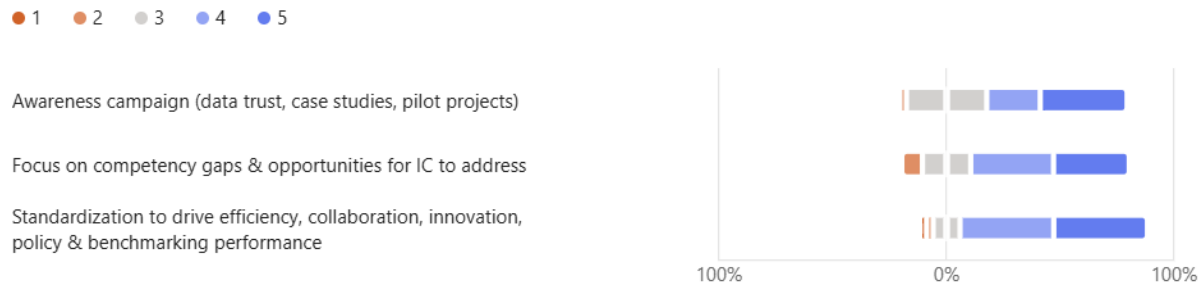 1 2 3 4 5
Awareness campaign (data trust, case studies, pilot projects)
Focus on competency gaps & opportunities for IC to address
Standardization to drive efficiency, collaboration, innovation,
policy & benchmarking performance
100% 0% 100%